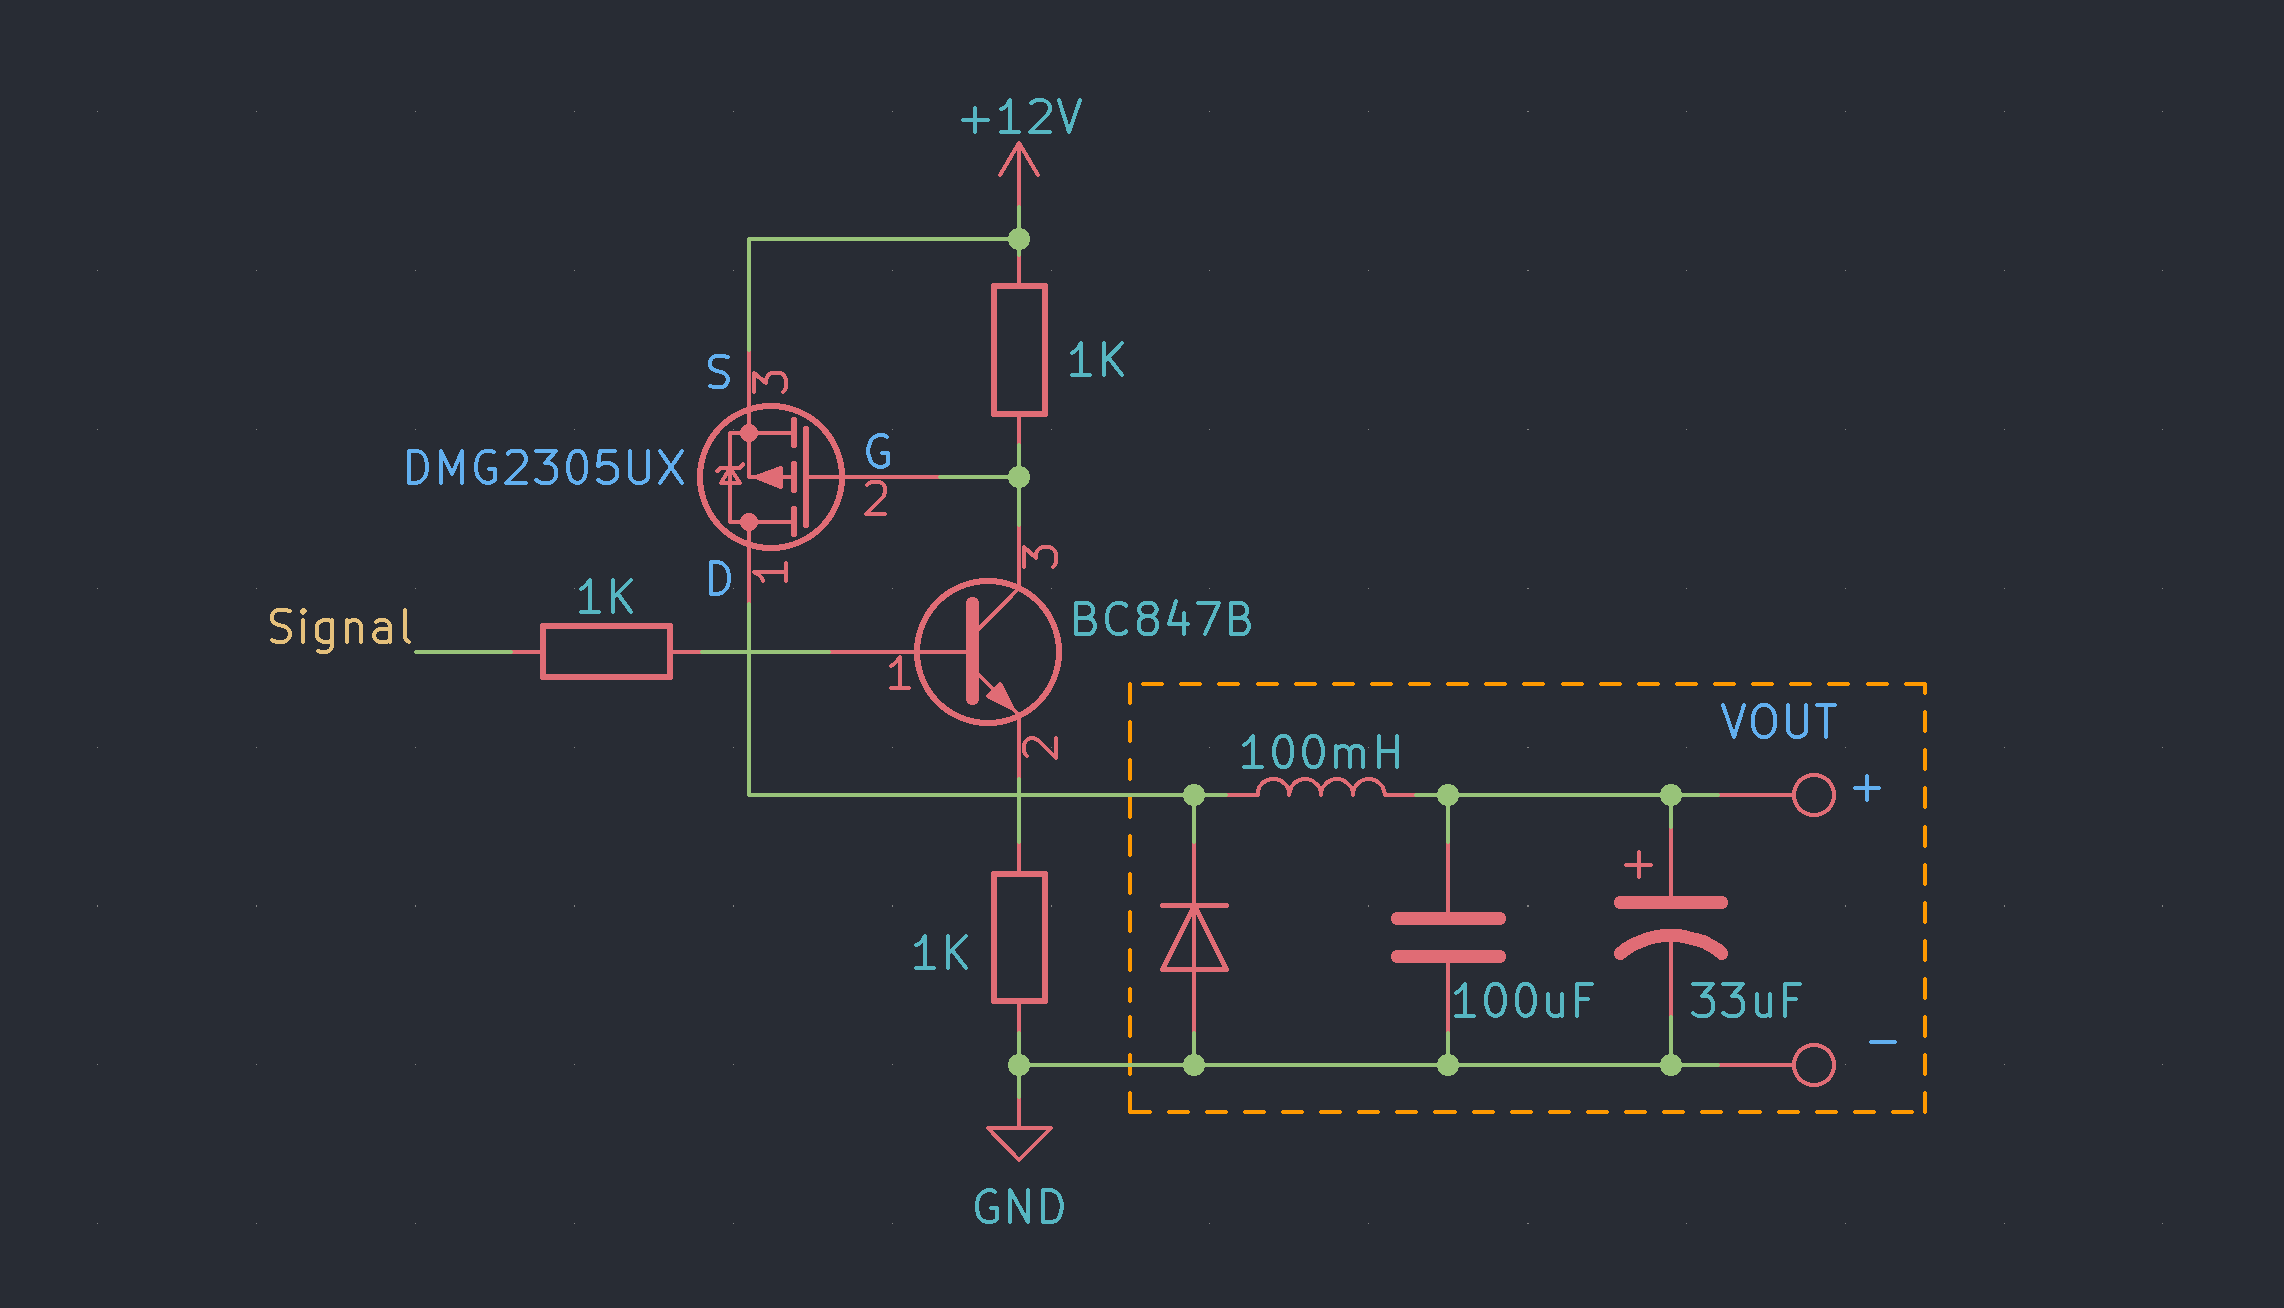 +12V
1K
S
3
G
2
DMG2305UX
D
1
3
1K
Signal
BC847B
1
2
VOUT
100mH
+
+
1K
100uF
33uF
−
GND